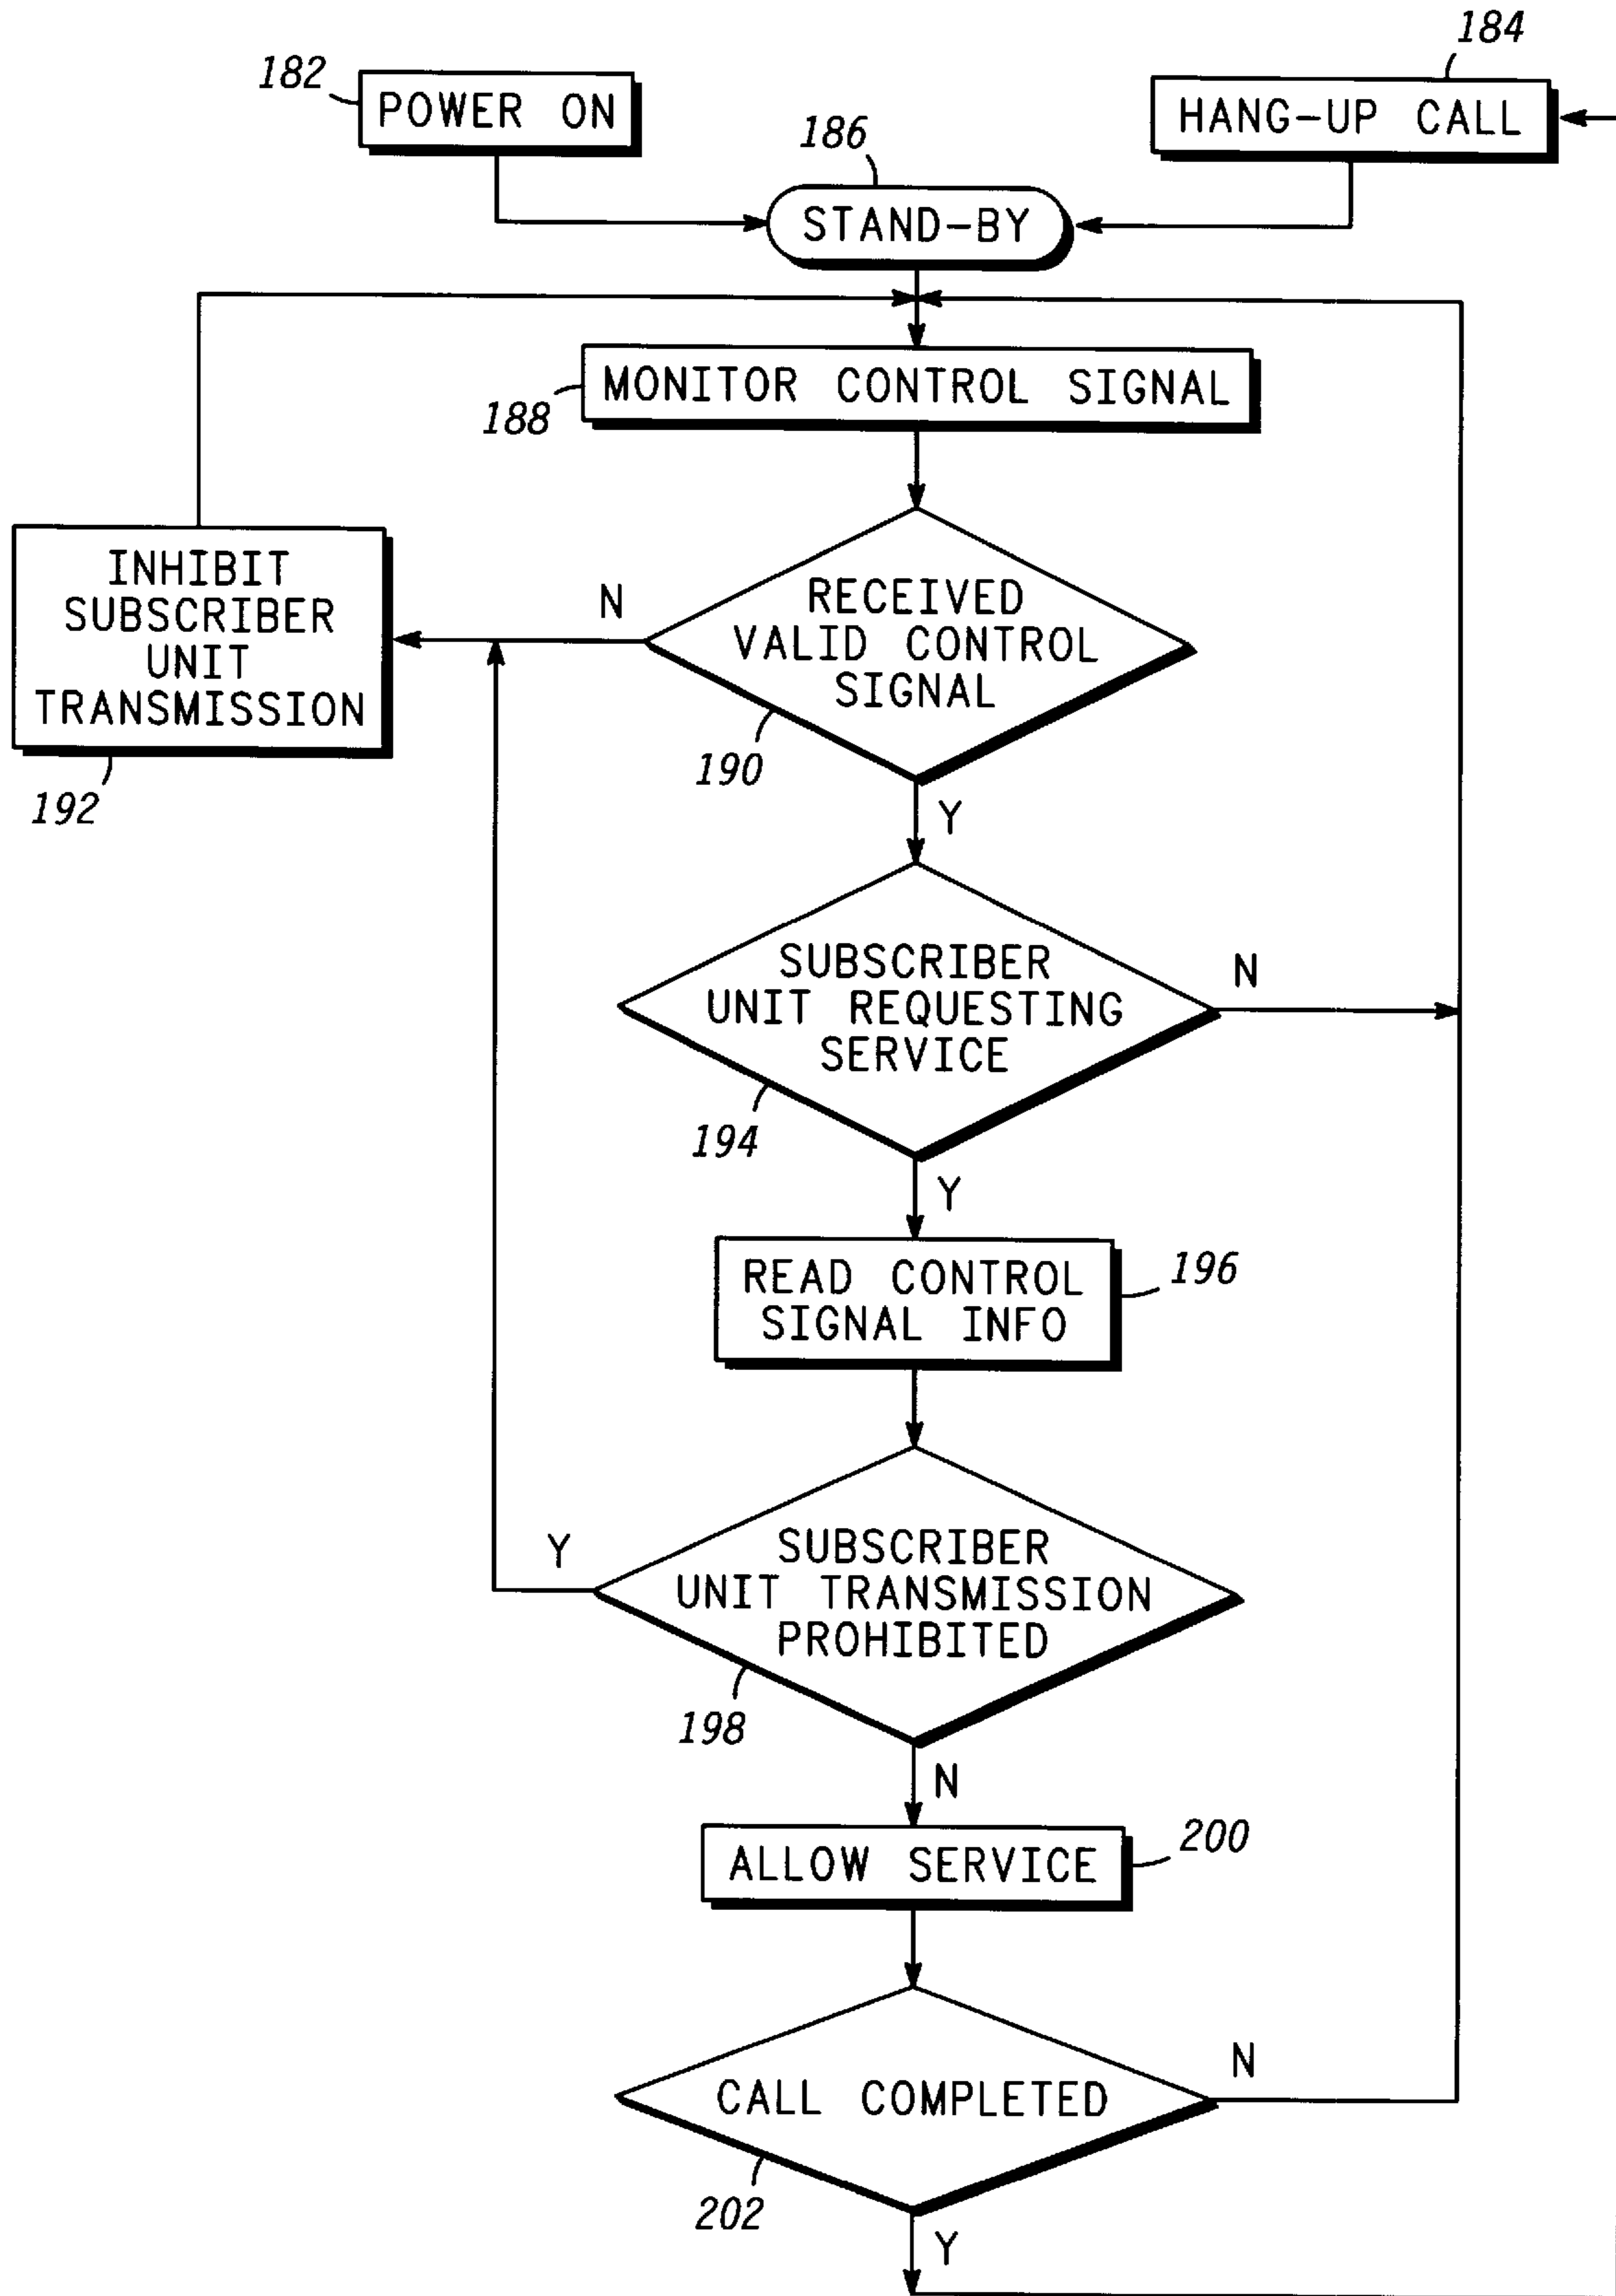 184
182
POWER ON
HANG-UP CALL
186
STAND-BY
MONITOR CONTROL SIGNAL
188
INHIBIT
SUBSCRIBER
UNIT
TRANSMISSION
192
N
RECEIVED
VALID CONTROL
SIGNAL
190
Y
SUBSCRIBER
UNIT REQUESTING
SERVICE
N
194
Y
READ CONTROL
SIGNAL INFO
196
Y
SUBSCRIBER
UNIT TRANSMISSION
PROHIBITED
198
N
ALLOW SERVICE
200
CALL COMPLETED
N
202
Y